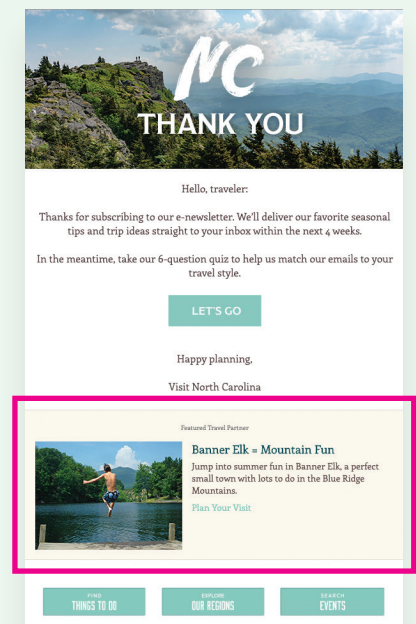 NC
THANK YOU
Hello, traveler:
Thanks for subscribing to our e-newsletter. We'll deliver our favorite seasonal
tips and trip ideas straight to your inbox within the next 4 weeks.
In the meantime, take our 6-question quiz to help us match our emails to your
travel style.
LET'S GO
Happy planning,
Visit North Carolina
Featured Travel Partner
Banner Elk = Mountain Fun
Jump into summer fun in Banner Elk, a perfect
small town with lots to do in the Blue Ridge
Mountains.
Plan Your Visit
FIND
THINGS TO DO
EXPLORE
OUR REGIONS
SEARCH
EVENTS